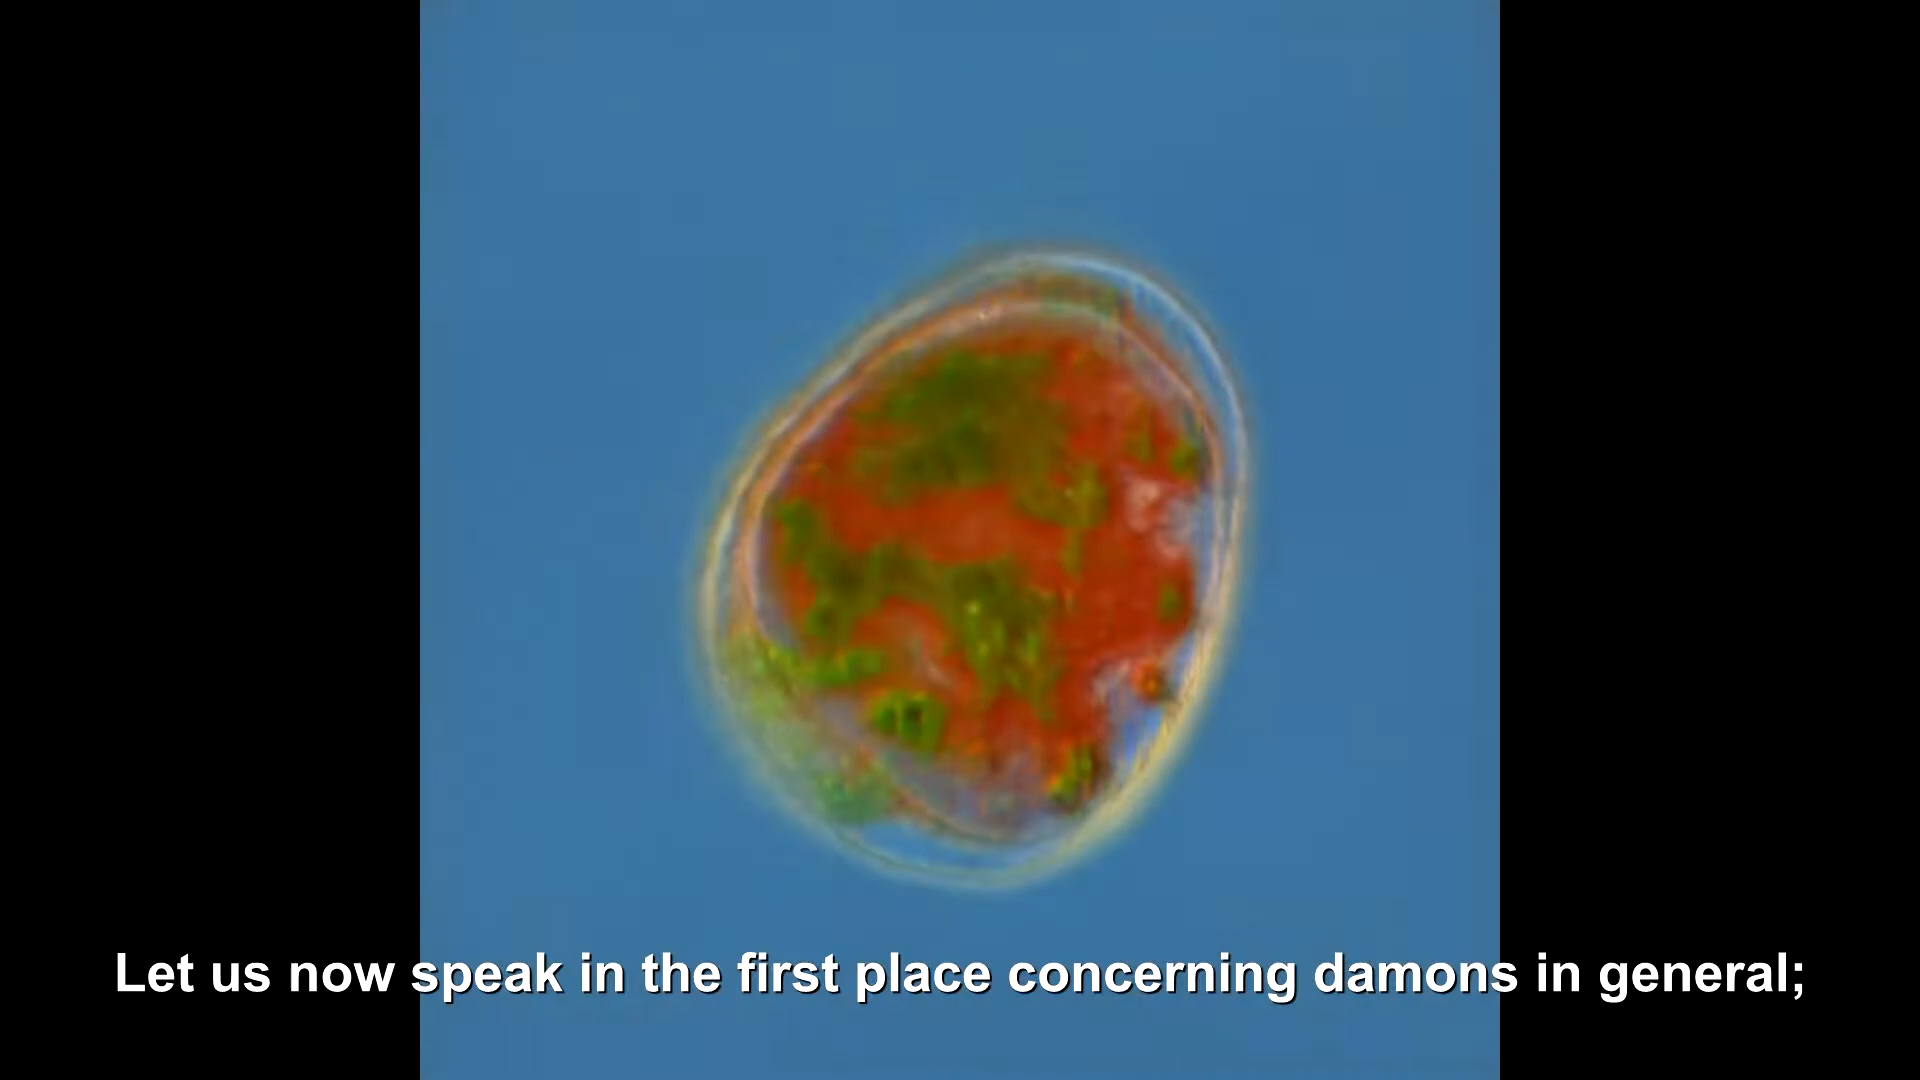 Let us now speak in the first place concerning damons in general;